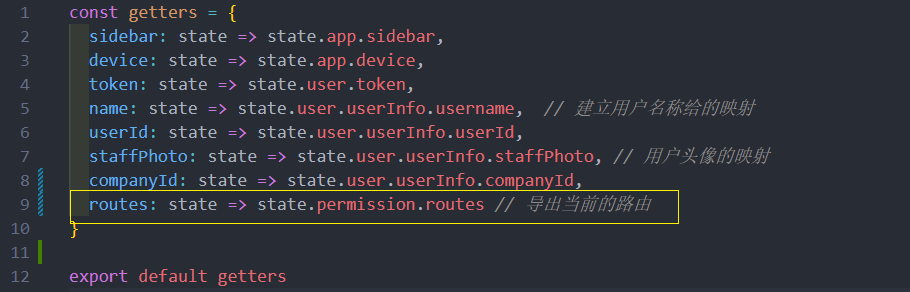 1 const getters = {
2 sidebar: state => state.app.sidebar,
3 device: state => state.app.device,
4 token: state => state.user.token,
5 name: state => state.user.userInfo.username, // 建立用户名称给的映射
6 userId: state => state.user.userInfo.userId,
7 staffPhoto: state => state.user.userInfo.staffPhoto, // 用户头像的映射
8 companyId: state => state.user.userInfo.companyId,
9 routes: state => state.permission.routes // 导出当前的路由
10 }
11
12 export default getters